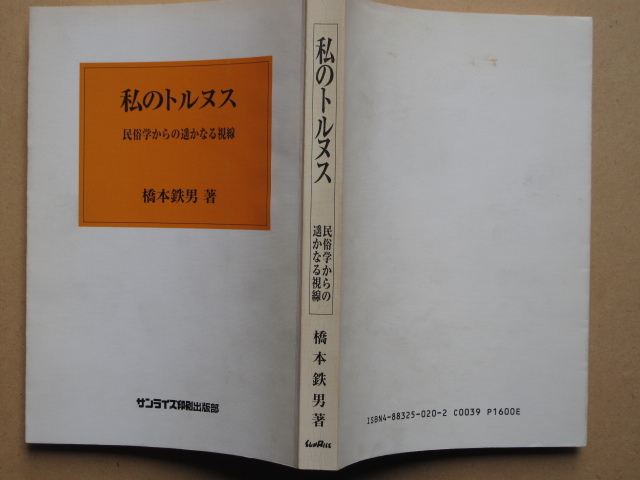 私のトルヌス
民俗学からの遥かなる視線
橋本鉄男 著
サンライズ印刷出版部
私のトルヌス
民俗学からの
遥かなる視線
橋本鉄男著
SUNRISE
ISBN4-88325-020-2 C0039 P1600E